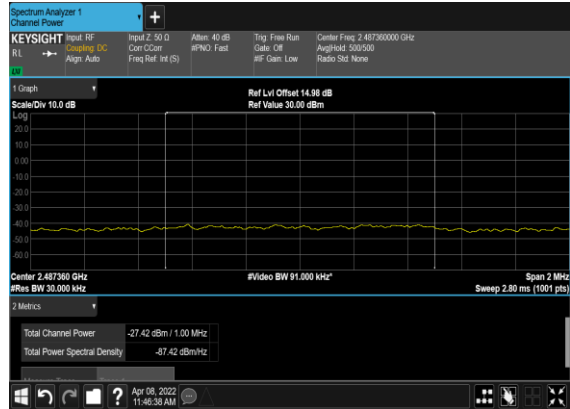 Spectrum Analyzer 1
Channel Power
KEYSIGHT
RL
Input: RF
Coupling: DC
Align: Auto
Input Z: 50 Ω
Corr CCorr
Freq Ref: Int (S)
Atten: 40 dB
#PNO: Fast
Trig: Free Run
Gate: Off
#IF Gain: Low
Center Freq: 2.487360000 GHz
Avg|Hold: 500/500
Radio Std: None
1 Graph
Scale/Div 10.0 dB
Ref Lvl Offset 14.98 dB
Ref Value 30.00 dBm
Log
20.0
10.0
0.00
-10.0
-20.0
-30.0
-40.0
-50.0
-60.0
Center 2.487360 GHz
#Res BW 30.000 kHz
#Video BW 91.000 kHz*
Span 2 MHz
Sweep 2.80 ms (1001 pts)
2 Metrics
Total Channel Power -27.42 dBm / 1.00 MHz
Total Power Spectral Density -87.42 dBm/Hz
?
Apr 08, 2022
11:46:38 AM